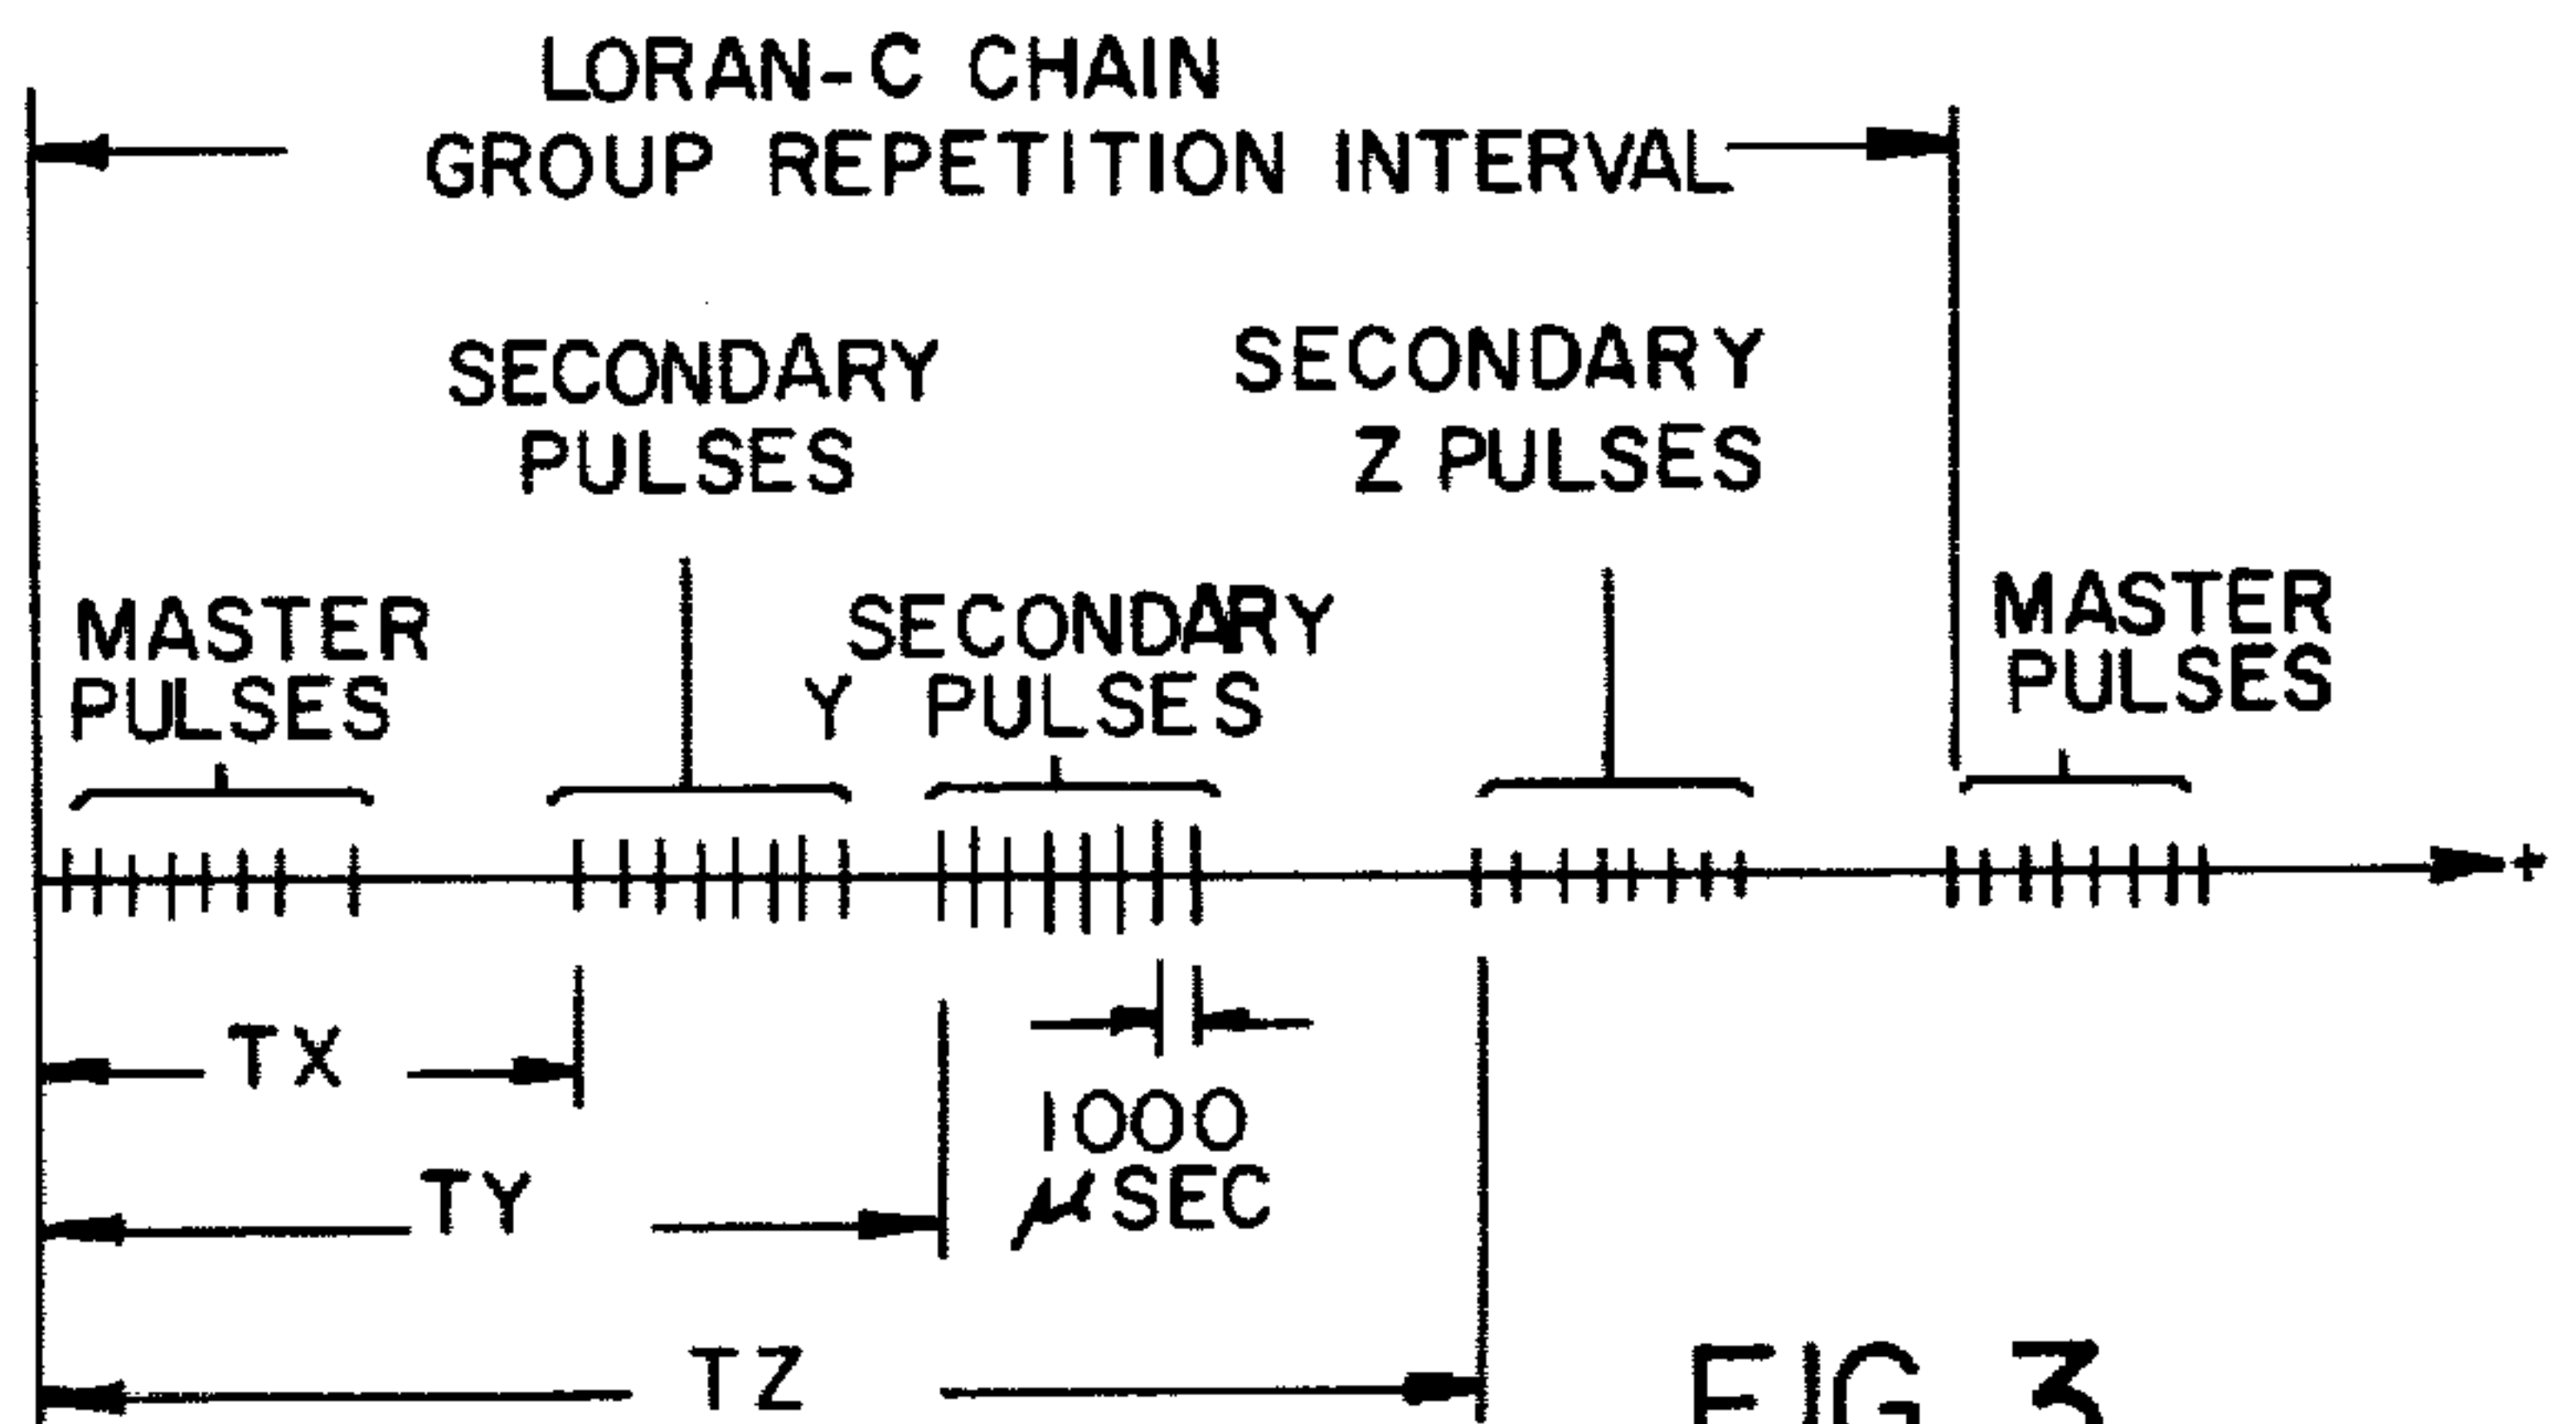 LORAN-C CHAIN
GROUP REPETITION INTERVAL
SECONDARY
PULSES
SECONDARY
Z PULSES
MASTER
PULSES
SECONDARY
Y PULSES
MASTER
PULSES
+
TX
1000
μSEC
TY
TZ
FIG 3